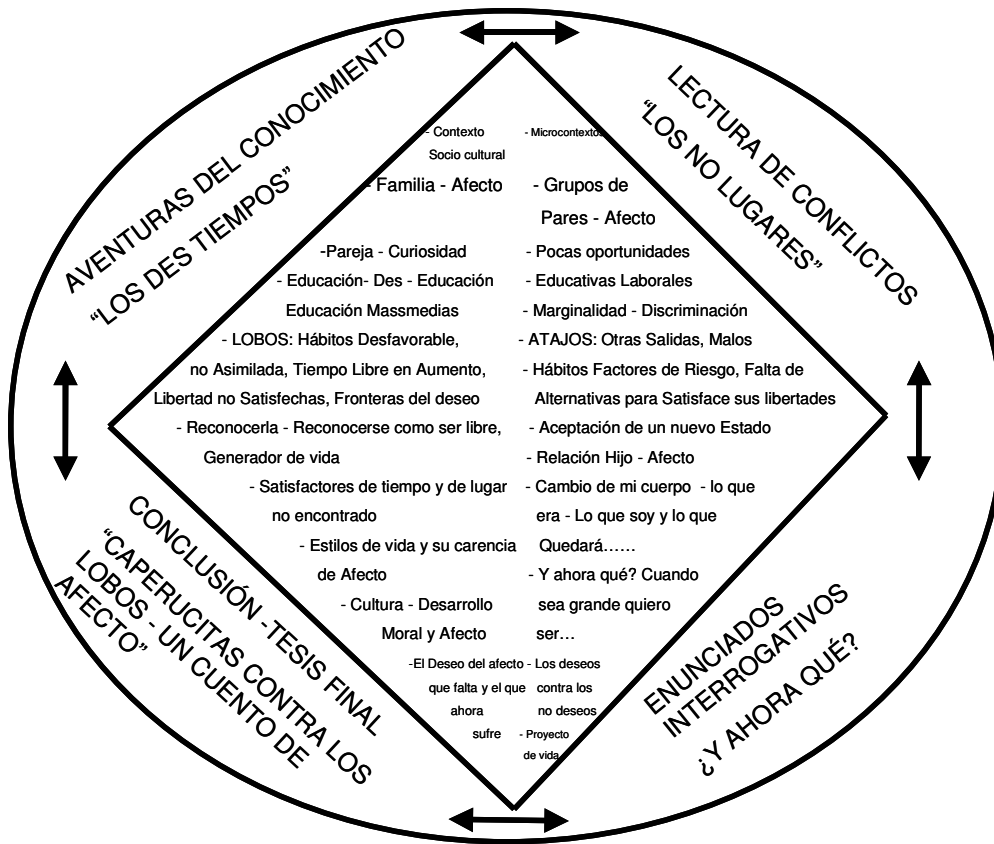 AVENTURAS DEL CONOCIMIENTO
“LOS DES TIEMPOS”
LECTURA DE CONFLICTOS
“LOS NO LUGARES”
- Contexto
Socio cultural
- Familia - Afecto
-Pareja - Curiosidad
- Educación- Des - Educación
Educación Massmedias
- LOBOS: Hábitos Desfavorable,
no Asimilada, Tiempo Libre en Aumento,
Libertad no Satisfechas, Fronteras del deseo
- Reconocerla - Reconocerse como ser libre,
Generador de vida
- Satisfactores de tiempo y de lugar
no encontrado
- Estilos de vida y su carencia
de Afecto
- Cultura - Desarrollo
Moral y Afecto
-El Deseo del afecto
que falta y el que
ahora
sufre
- Microcontextos
- Grupos de
Pares - Afecto
- Pocas oportunidades
- Educativas Laborales
- Marginalidad - Discriminación
- ATAJOS: Otras Salidas, Malos
- Hábitos Factores de Riesgo, Falta de
Alternativas para Satisface sus libertades
- Aceptación de un nuevo Estado
- Relación Hijo - Afecto
- Cambio de mi cuerpo - lo que
era - Lo que soy y lo que
Quedará……
- Y ahora qué? Cuando
sea grande quiero
ser…
- Los deseos
contra los
no deseos
- Proyecto
de vida
CONCLUSIÓN -TESIS FINAL
“CAPERUCITAS CONTRA LOS
LOBOS - UN CUENTO DE
AFECTO”
ENUNCIADOS
INTERROGATIVOS
¿Y AHORA QUÉ?